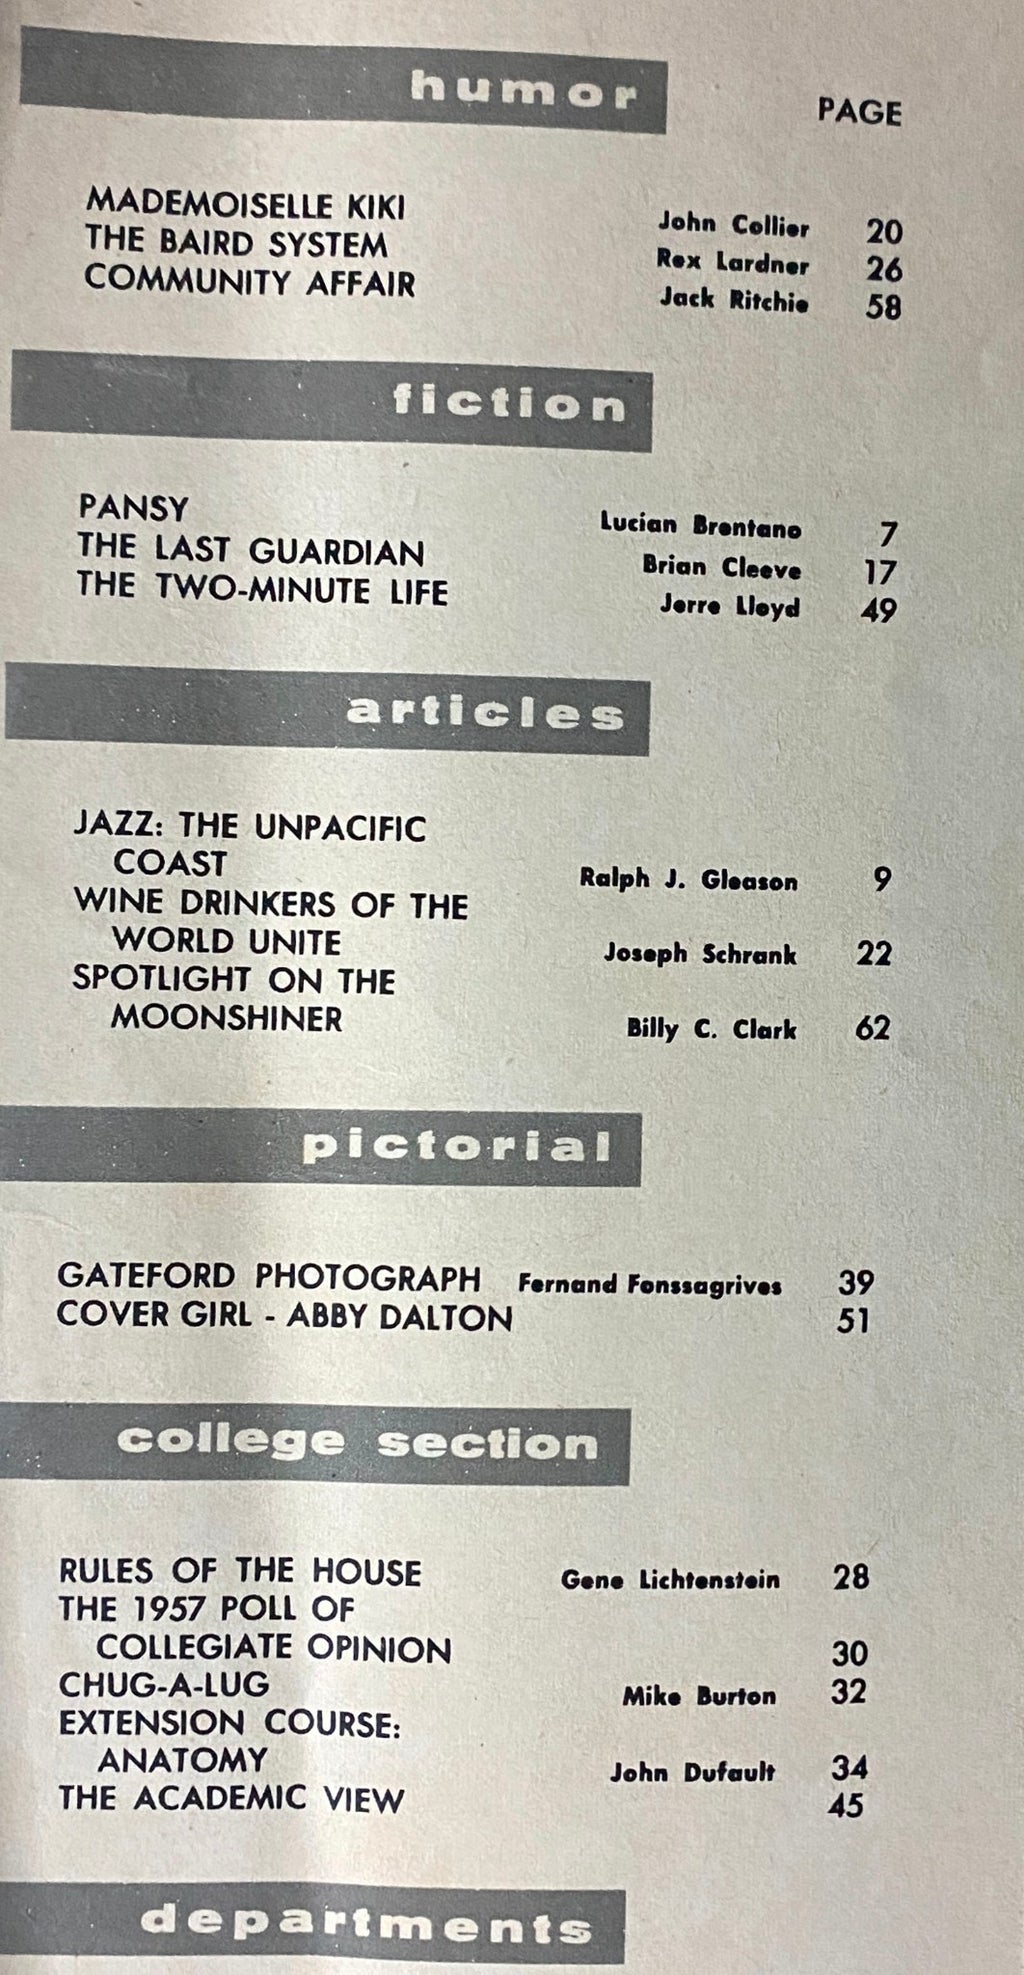 humor
PAGE
MADEMOISELLE KIKI John Collier 20
THE BAIRD SYSTEM Rex Lardner 26
COMMUNITY AFFAIR Jack Ritchie 58
fiction
PANSY Lucian Brentano 7
THE LAST GUARDIAN Brian Cleeve 17
THE TWO-MINUTE LIFE Jerre Lloyd 49
articles
JAZZ: THE UNPACIFIC
COAST Ralph J. Gleason 9
WINE DRINKERS OF THE
WORLD UNITE Joseph Schrank 22
SPOTLIGHT ON THE
MOONSHINER Billy C. Clark 62
pictorial
GATEFORD PHOTOGRAPH Fernand Fonssagrives 39
COVER GIRL - ABBY DALTON 51
college section
RULES OF THE HOUSE Gene Lichtenstein 28
THE 1957 POLL OF
COLLEGIATE OPINION 30
CHUG-A-LUG Mike Burton 32
EXTENSION COURSE:
ANATOMY John Dufault 34
THE ACADEMIC VIEW 45
departments